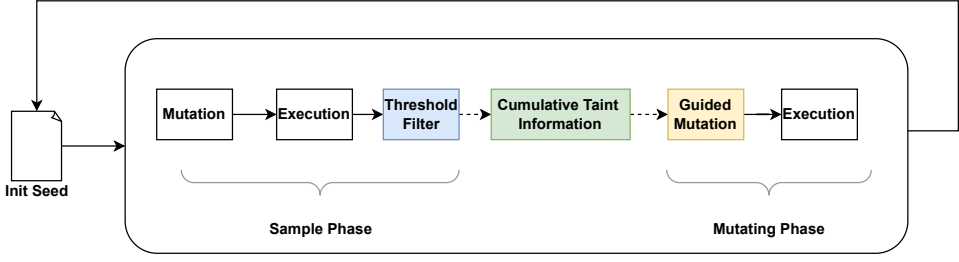 Init Seed
Mutation
Execution
Threshold
Filter
Cumulative Taint
Information
Guided
Mutation
Execution
Sample Phase
Mutating Phase